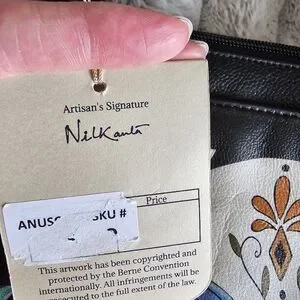 Artisan's Signature
NilKanta
Price
SKU #
This artwork has been copyrighted and
protected by the Berne Convention
internationally. All infringements will be
to the full extent of the law.